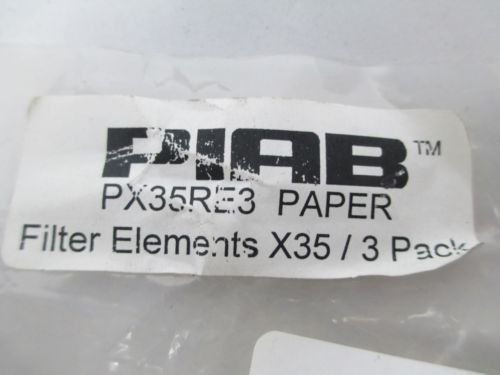 PIAB™
PX35RE3 PAPER
Filter Elements X35 / 3 Pack